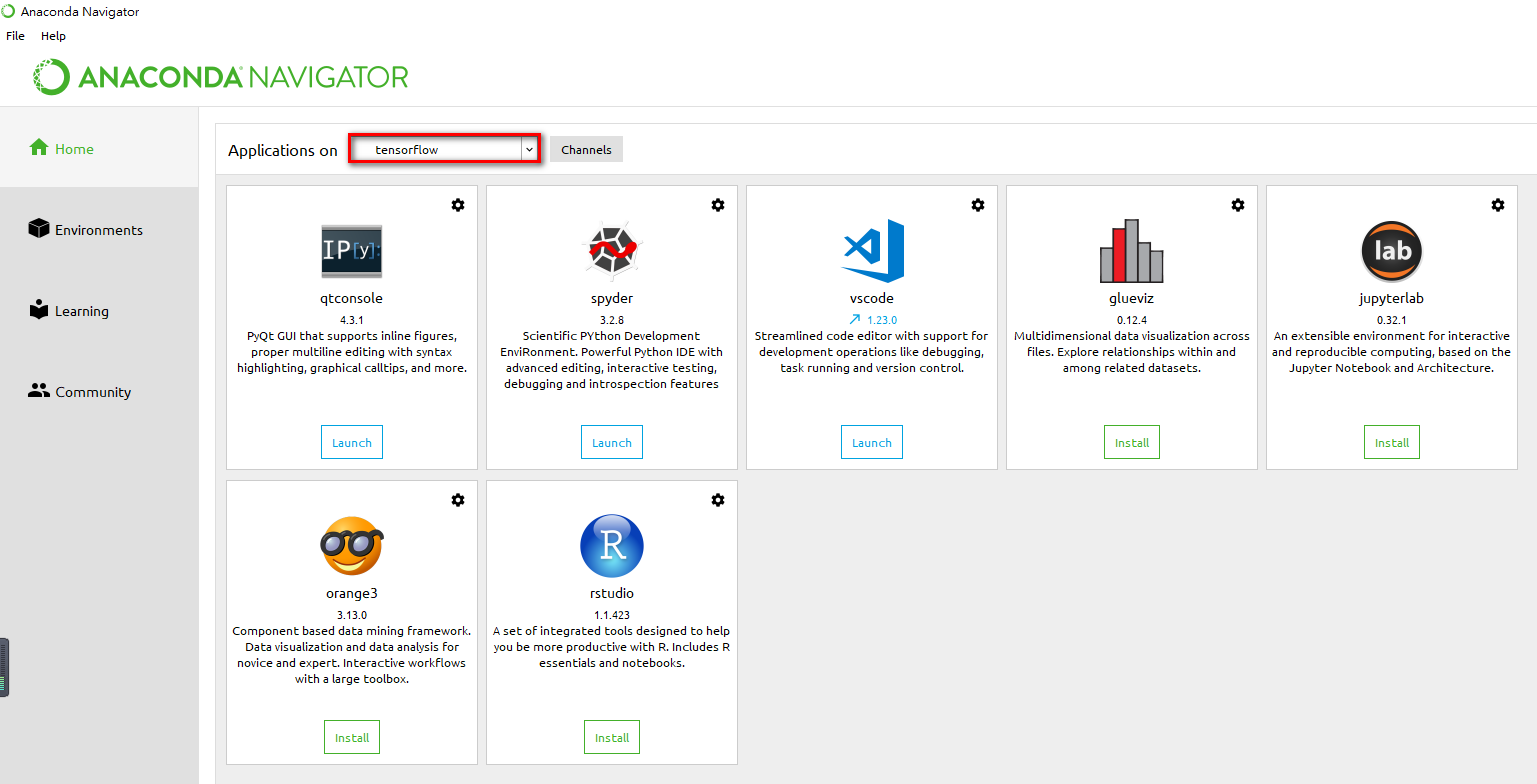 Anaconda Navigator
File Help
ANACONDA NAVIGATOR
Home
Environments
Learning
Community
Applications on tensorflow Channels
IP[y]:
qtconsole
4.3.1
PyQt GUI that supports inline figures,
proper multiline editing with syntax
highlighting, graphical calltips, and more.
Launch
spyder
3.2.8
Scientific PYthon Development
EnviRonment. Powerful Python IDE with
advanced editing, interactive testing,
debugging and introspection features
Launch
vscode
1.23.0
Streamlined code editor with support for
development operations like debugging,
task running and version control.
Launch
glueviz
0.12.4
Multidimensional data visualization across
files. Explore relationships within and
among related datasets.
Install
lab
jupyterlab
0.32.1
An extensible environment for interactive
and reproducible computing, based on the
Jupyter Notebook and Architecture.
Install
orange3
3.13.0
Component based data mining framework.
Data visualization and data analysis for
novice and expert. Interactive workflows
with a large toolbox.
Install
R
rstudio
1.1.423
A set of integrated tools designed to help
you be more productive with R. Includes R
essentials and notebooks.
Install